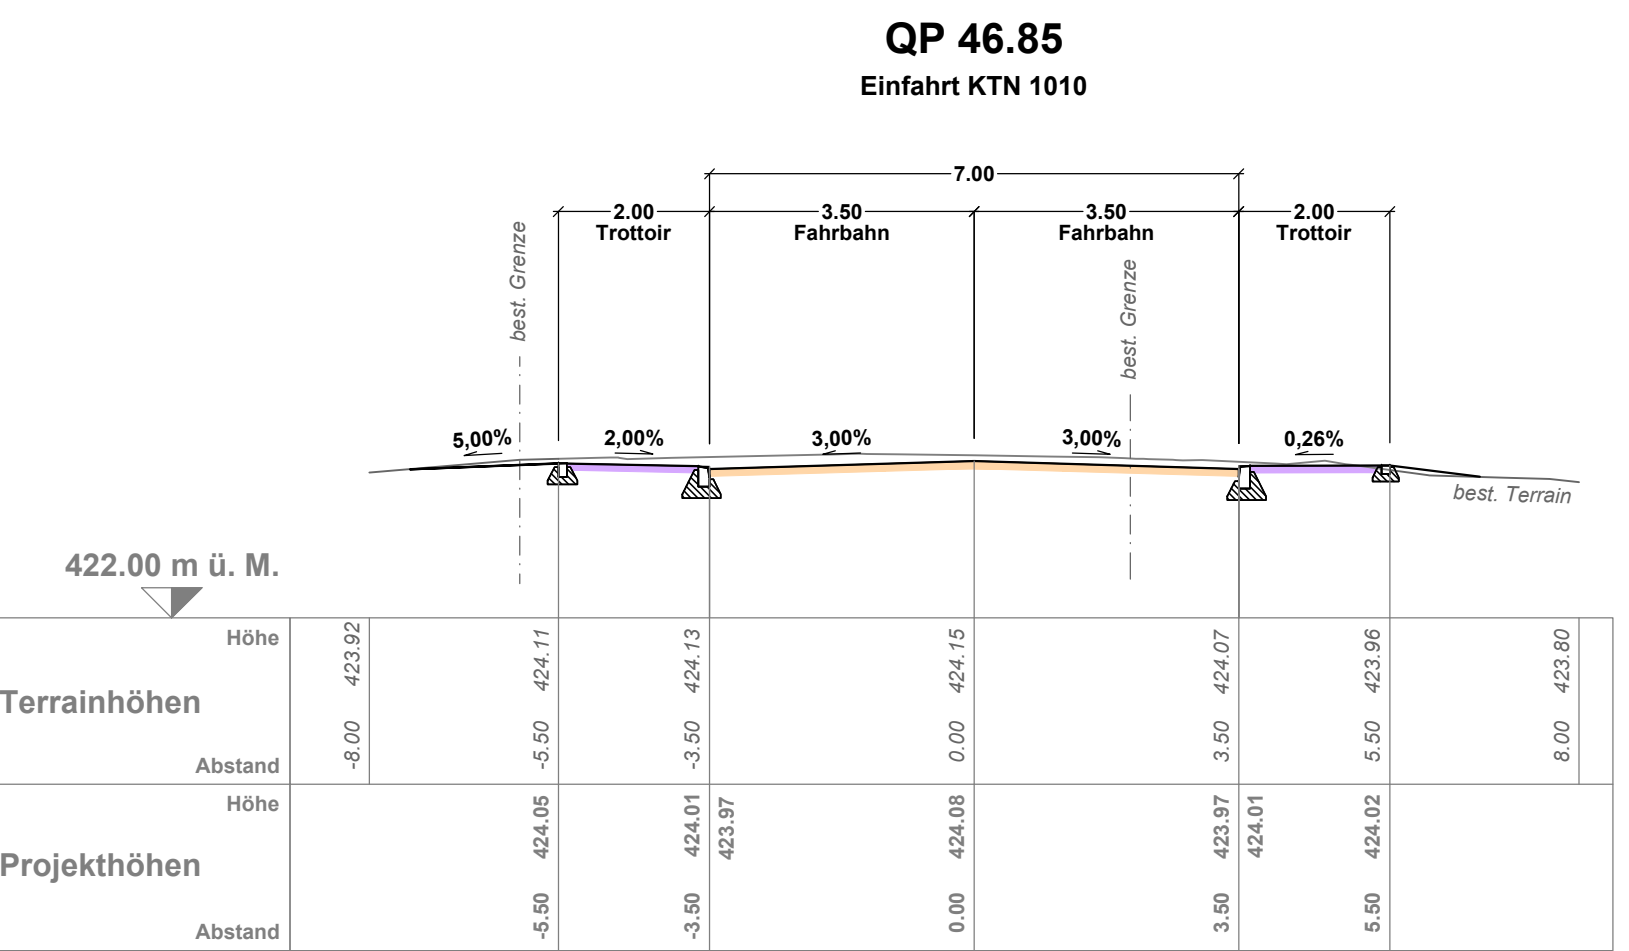 QP 46.85
Einfahrt KTN 1010
7.00
2.00
3.50
3.50
2.00
Trottoir
Fahrbahn
Fahrbahn
Trottoir
best. Grenze
best. Grenze
5,00%
2,00%
3,00%
3,00%
0,26%
best. Terrain
422.00 m ü. M.
Höhe
423.92
424.11
424.13
424.15
424.07
423.96
423.80
Terrainhöhen
Abstand
-8.00
-5.50
-3.50
0.00
3.50
5.50
8.00
Höhe
424.05
424.01
423.97
424.08
423.97
424.01
424.02
Projekthöhen
Abstand
-5.50
-3.50
0.00
3.50
5.50